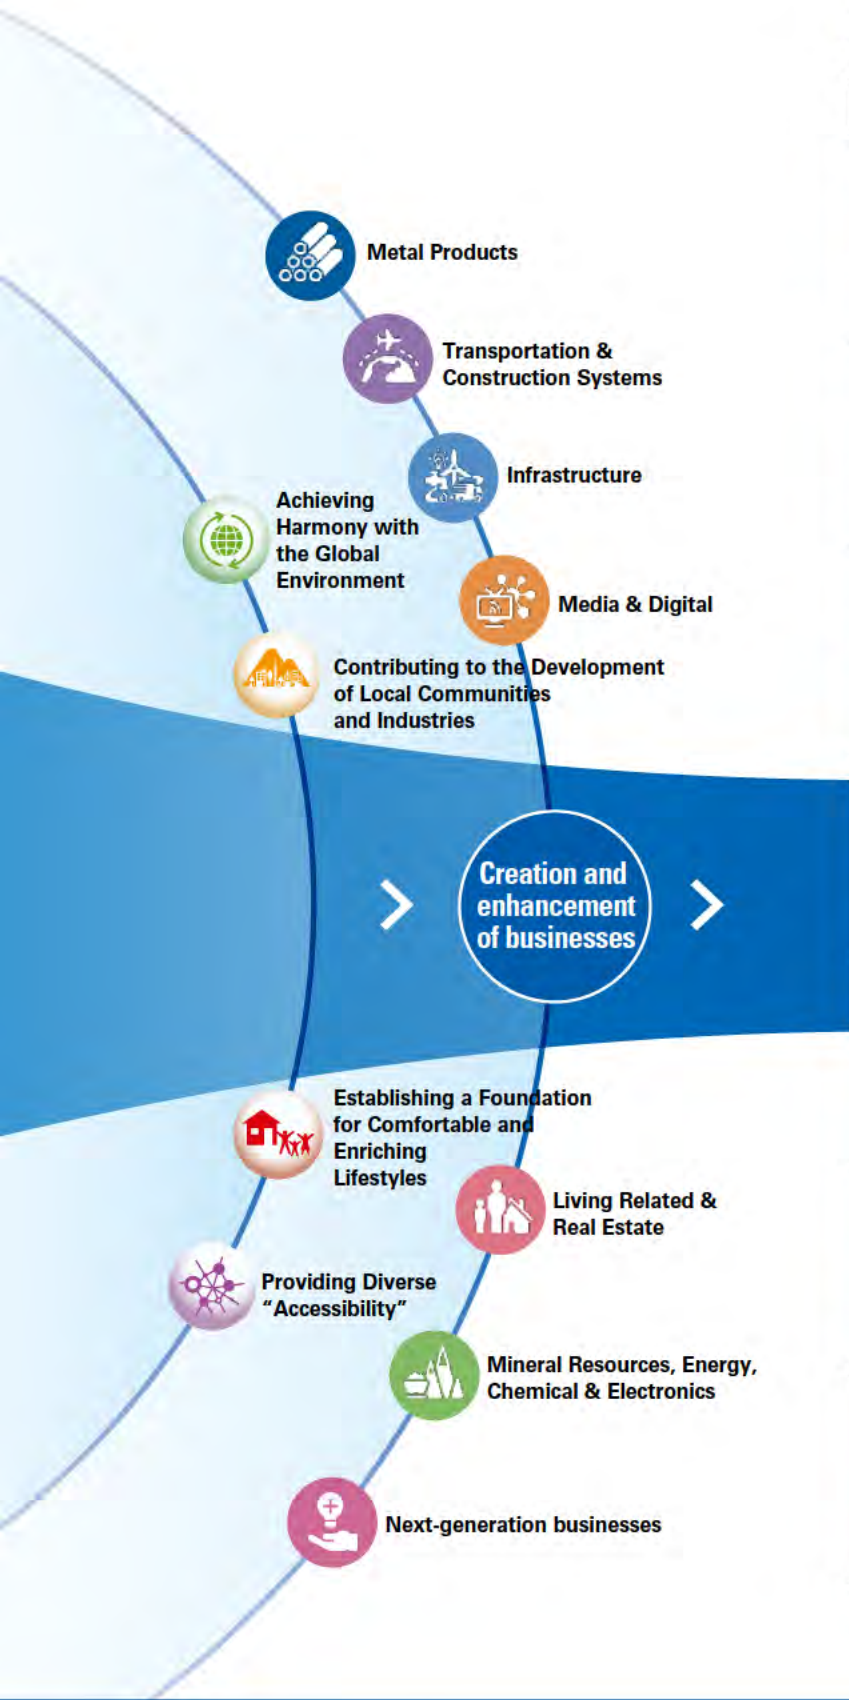 Metal Products
Transportation &
Construction Systems
Infrastructure
Achieving
Harmony with
the Global
Environment
Media & Digital
Contributing to the Development
of Local Communities
and Industries
Creation and
enhancement
of businesses
Establishing a Foundation
for Comfortable and
Enriching
Lifestyles
Living Related &
Real Estate
Providing Diverse
“Accessibility”
Mineral Resources, Energy,
Chemical & Electronics
Next-generation businesses